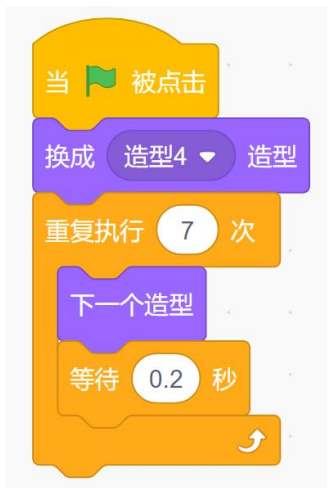 当 被点击
换成 造型4 造型
重复执行 7 次
下一个造型
等待 0.2 秒